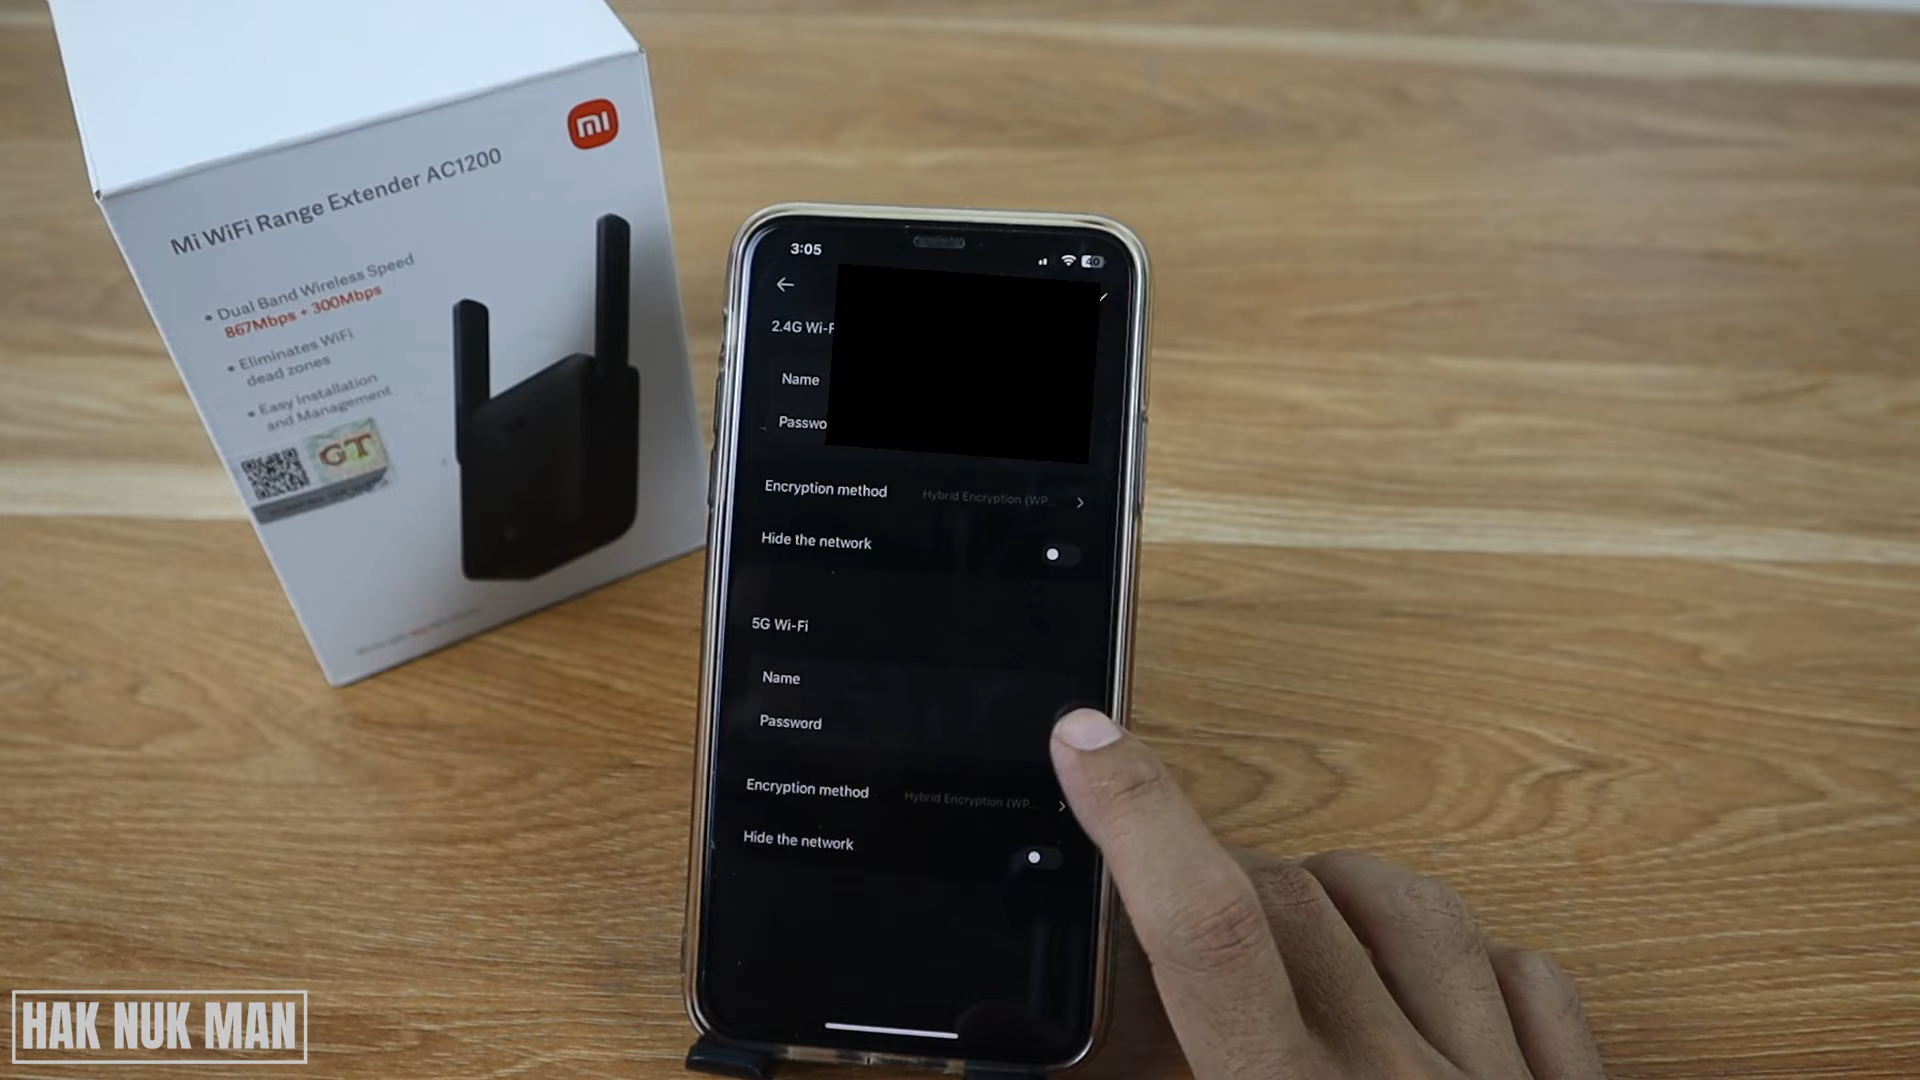 mi
Mi WiFi Range Extender AC1200
• Dual Band Wireless Speed
867Mbps + 300Mbps
• Eliminates WiFi
dead zones
• Easy Installation
and Management
GT
3:05
40
2.4G Wi-F
Name
Passwo
Encryption method
Hybrid Encryption (WP...
Hide the network
5G Wi-Fi
Name
Password
Encryption method
Hybrid Encryption (WP...
Hide the network
HAK NUK MAN